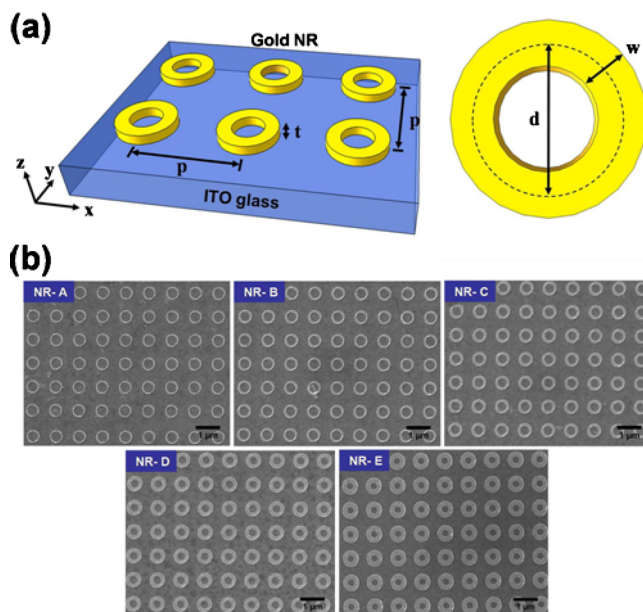 (a)
Gold NR
w
d
p
t
p
z
y
x
ITO glass
(b)
NR- A
NR- B
NR- C
1 μm
1 μm
1 μm
NR- D
NR- E
1 μm
1 μm